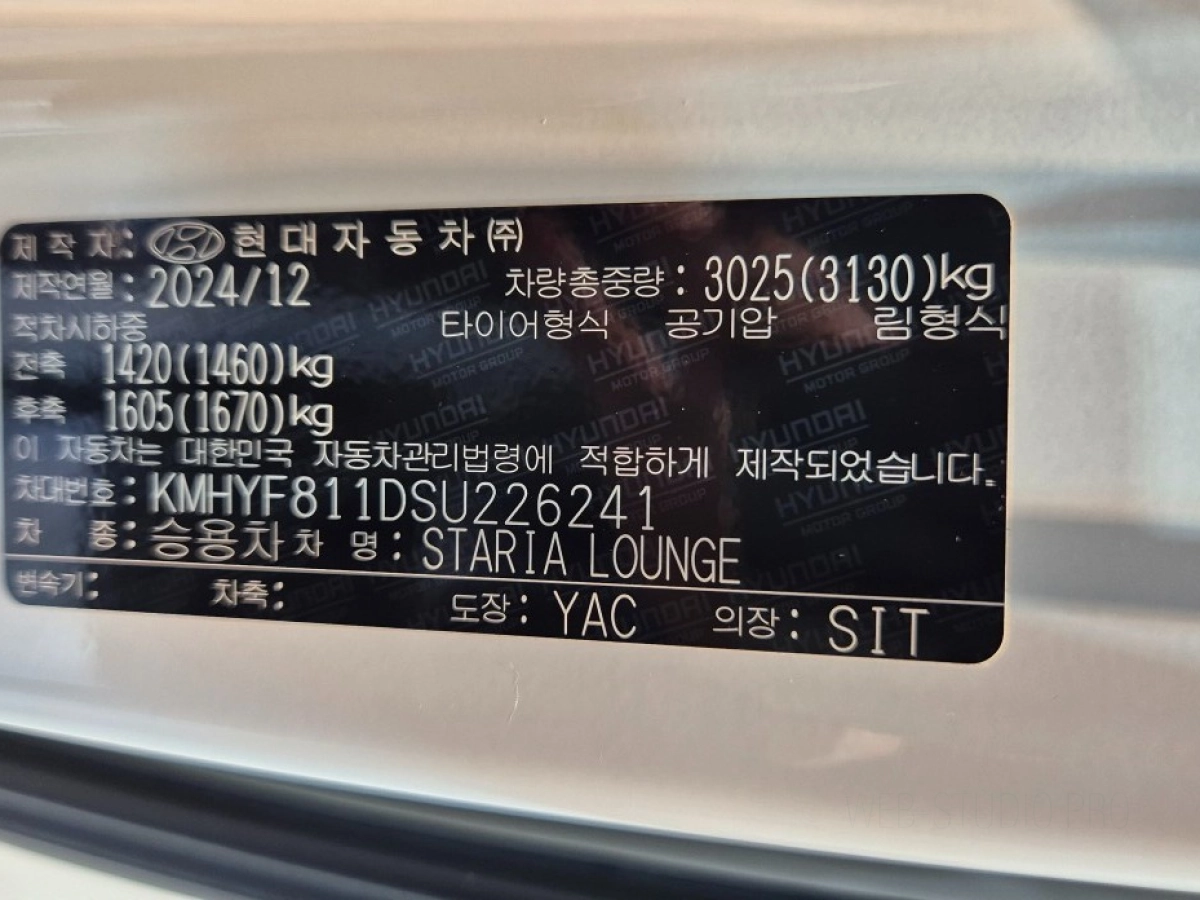 제작자: 현대자동차㈜
제작연월: 2024/12 차량총중량: 3025(3130)kg
적차시하중 타이어형식 공기압 림형식
전축 1420(1460)kg
후축 1605(1670)kg
이 자동차는 대한민국 자동차관리법령에 적합하게 제작되었습니다.
차대번호: KMHYF811DSU226241
차 종: 승용차 차 명: STARIA LOUNGE
변속기: 차축: 도장: YAC 의장: SIT
HYUNDAI
MOTOR GROUP